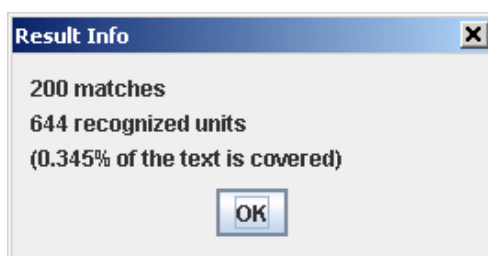 Result Info
200 matches
644 recognized units
(0.345% of the text is covered)
OK